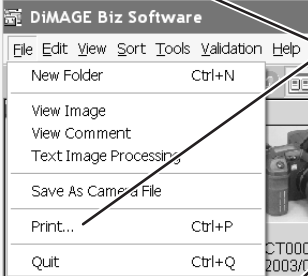 DiMAGE Biz Software
File Edit View Sort Tools Validation Help
New Folder Ctrl+N
View Image
View Comment
Text Image Processing
Save As Camera File
Print... Ctrl+P
Quit Ctrl+Q
CT000
2003/0